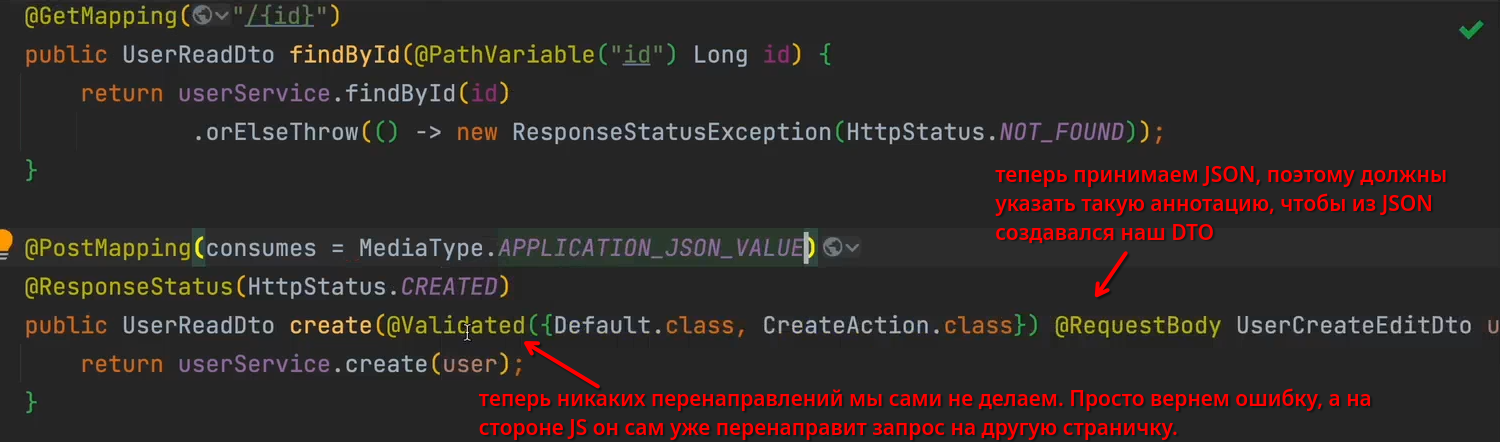 @GetMapping("/{id}")
public UserReadDto findById(@PathVariable("id") Long id) {
return userService.findById(id)
.orElseThrow(() -> new ResponseStatusException(HttpStatus.NOT_FOUND));
}
теперь принимаем JSON, поэтому должны
указать такую аннотацию, чтобы из JSON
создавался наш DTO
@PostMapping(consumes = MediaType.APPLICATION_JSON_VALUE)
@ResponseStatus(HttpStatus.CREATED)
public UserReadDto create(@Validated({Default.class, CreateAction.class}) @RequestBody UserCreateEditDto u
return userService.create(user);
}
теперь никаких перенаправлений мы сами не делаем. Просто вернем ошибку, а на
стороне JS он сам уже перенаправит запрос на другую страничку.